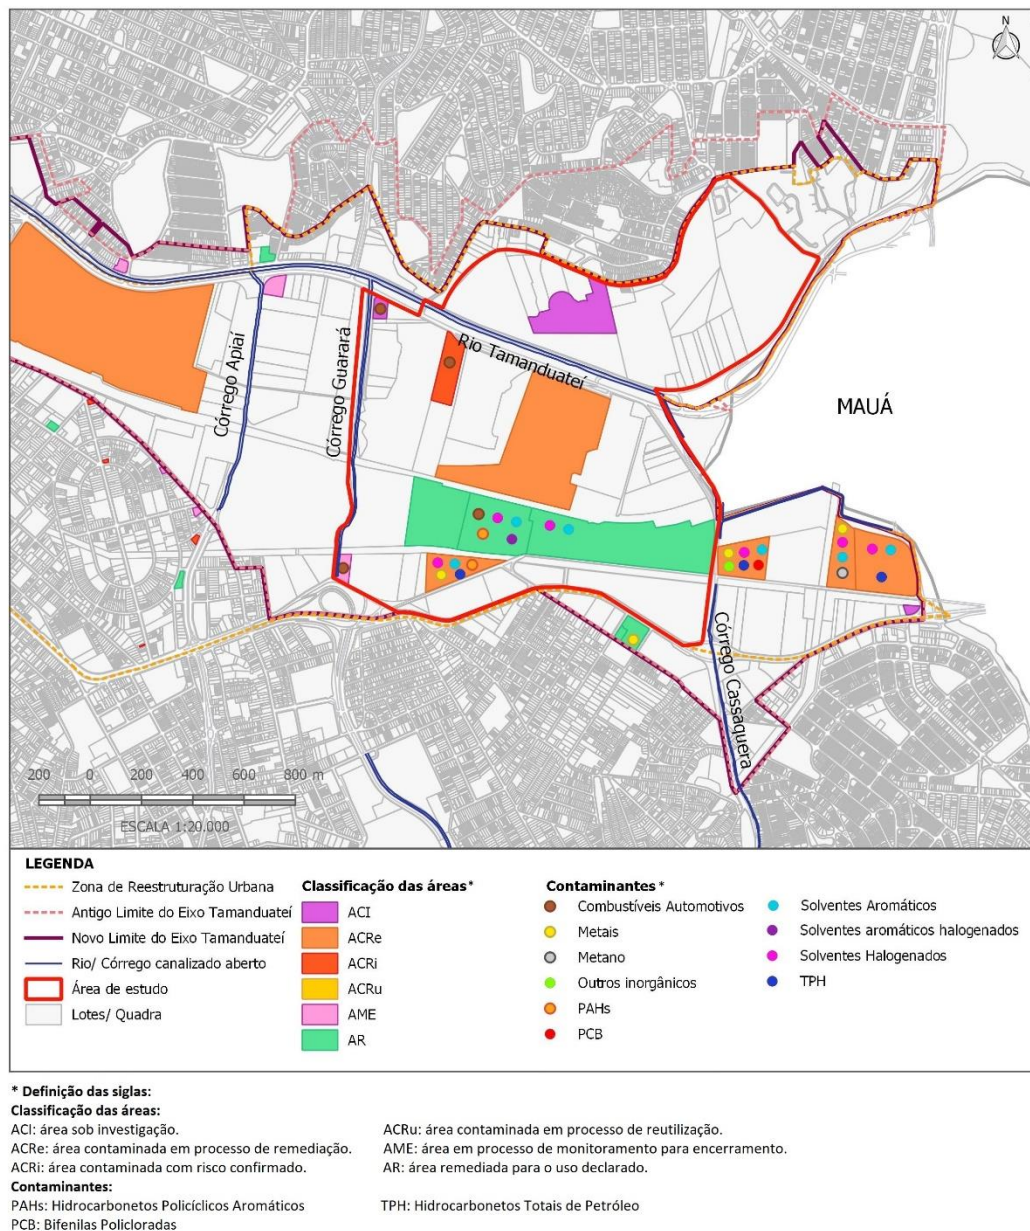 N
Rio Tamanduateí
Córrego Apiaí
Córrego Guarará
MAUÁ
Córrego Cassaquera
200 0 200 400 600 800 m
ESCALA 1:20.000
LEGENDA
Zona de Reestruturação Urbana
Antigo Limite do Eixo Tamanduateí
Novo Limite do Eixo Tamanduateí
Rio/ Córrego canalizado aberto
Área de estudo
Lotes/ Quadra
Classificação das áreas*
ACI
ACRe
ACRi
ACRu
AME
AR
Contaminantes *
Combustíveis Automotivos
Metais
Metano
Outros inorgânicos
PAHs
PCB
Solventes Aromáticos
Solventes aromáticos halogenados
Solventes Halogenados
TPH
* Definição das siglas:
Classificação das áreas:
ACI: área sob investigação. ACRu: área contaminada em processo de reutilização.
ACRe: área contaminada em processo de remediação. AME: área em processo de monitoramento para encerramento.
ACRi: área contaminada com risco confirmado. AR: área remediada para o uso declarado.
Contaminantes:
PAHs: Hidrocarbonetos Policíclicos Aromáticos TPH: Hidrocarbonetos Totais de Petróleo
PCB: Bifenilas Policloradas